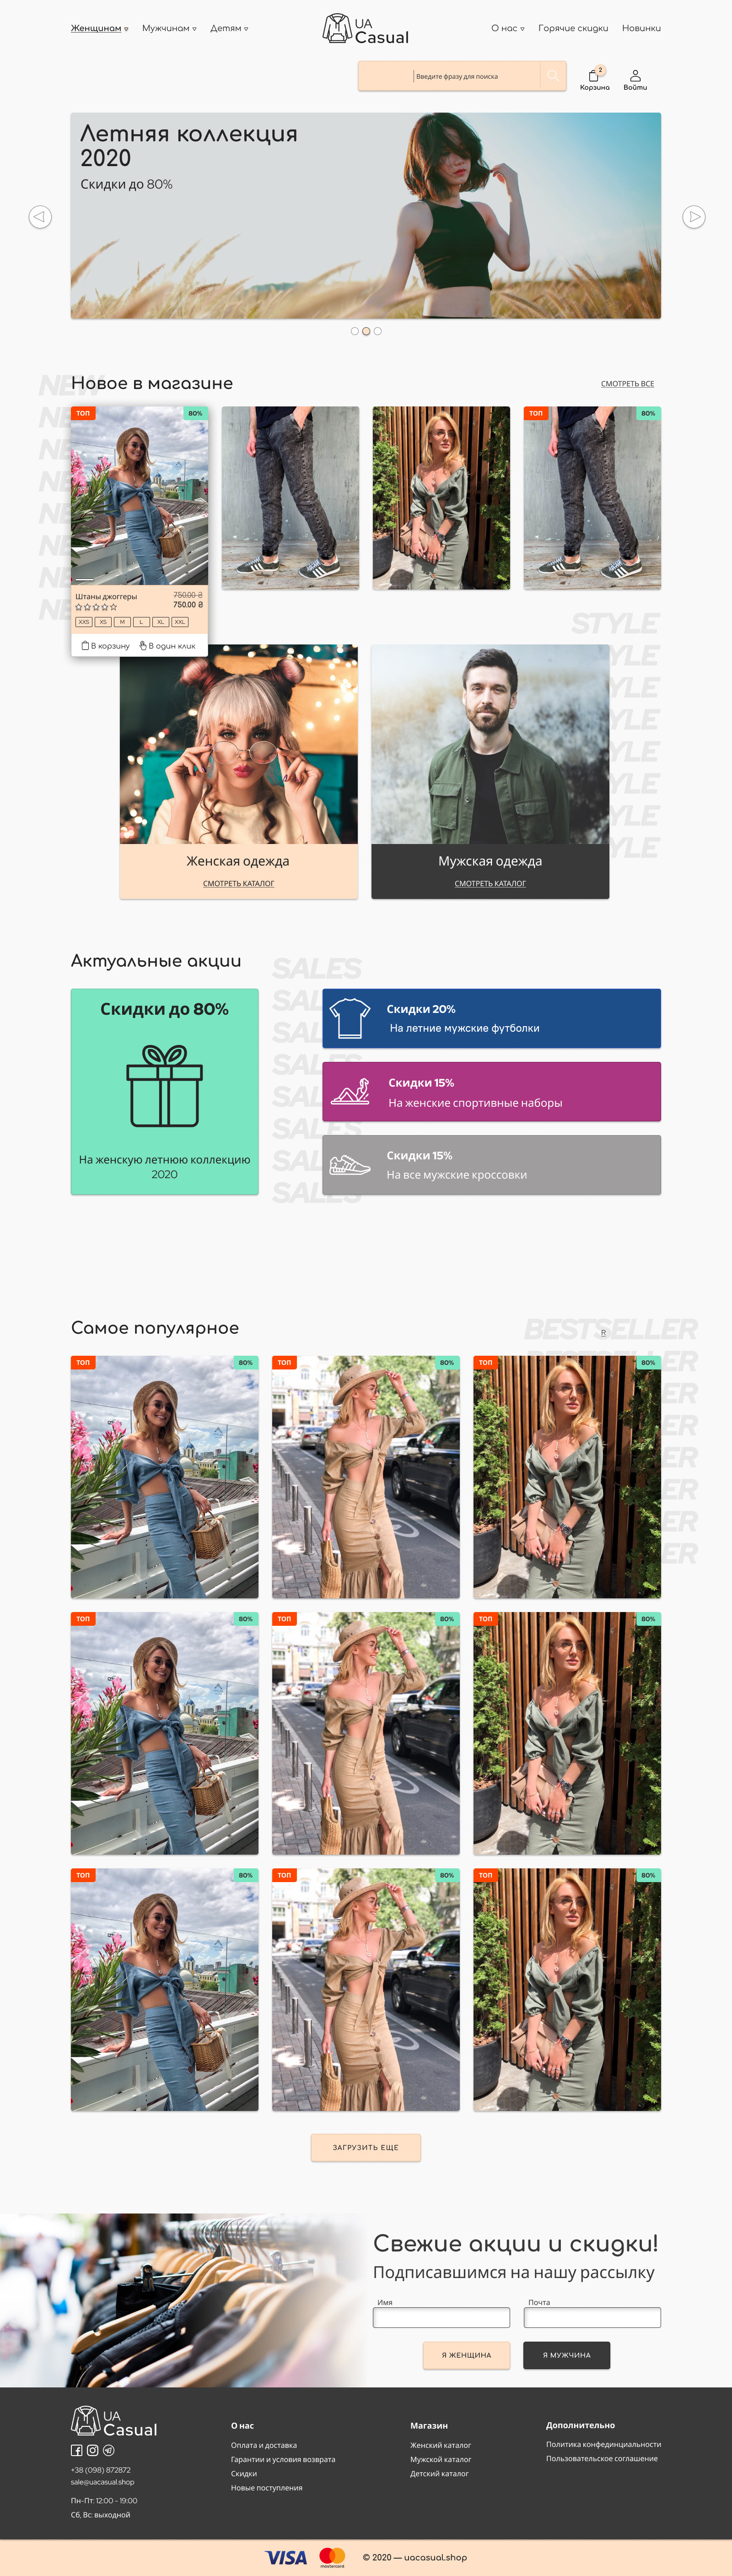 Женщинам
Мужчинам
Детям
UA
Casual
О нас
Горячие скидки
Новинки
Введите фразу для поиска
2
Корзина
Войти
Летняя коллекция
2020
Скидки до 80%
NEW
Новое в магазине
СМОТРЕТЬ ВСЕ
ТОП
80%
ТОП
80%
Штаны джоггеры
750.00 ₴
750.00 ₴
XXS
XS
M
L
XL
XXL
В корзину
В один клик
STYLE
Женская одежда
СМОТРЕТЬ КАТАЛОГ
Мужская одежда
СМОТРЕТЬ КАТАЛОГ
Актуальные акции
SALES
SALES
SALES
Скидки до 80%
На женскую летнюю коллекцию
2020
Скидки 20%
На летние мужские футболки
Скидки 15%
На женские спортивные наборы
Скидки 15%
На все мужские кроссовки
Самое популярное
BESTSELLER
R
ТОП
80%
ТОП
80%
ТОП
80%
ТОП
80%
ТОП
80%
ТОП
80%
ТОП
80%
ТОП
80%
ТОП
80%
ЗАГРУЗИТЬ ЕЩЕ
Свежие акции и скидки!
Подписавшимся на нашу рассылку
Имя
Почта
Я ЖЕНЩИНА
Я МУЖЧИНА
UA
Casual
+38 (098) 872872
sale@uacasual.shop
Пн-Пт: 12:00 - 19:00
Сб, Вс: выходной
О нас
Оплата и доставка
Гарантии и условия возврата
Скидки
Новые поступления
Магазин
Женский каталог
Мужской каталог
Детский каталог
Дополнительно
Политика конфединциальности
Пользовательское соглашение
VISA
mastercard
© 2020 — uacasual.shop